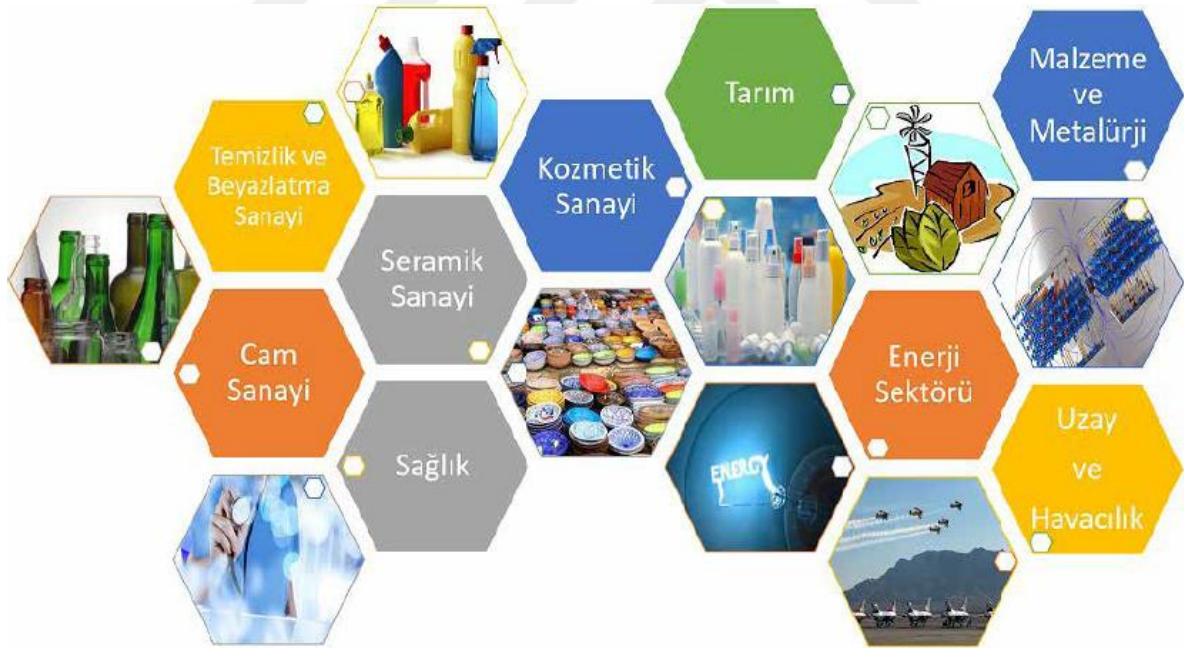 Temizlik ve
Beyazlatma
Sanayi
Cam
Sanayi
Seramik
Sanayi
Sağlık
Kozmetik
Sanayi
Tarım
ENERGY
Enerji
Sektörü
Malzeme
ve
Metalürji
Uzay
ve
Havacılık